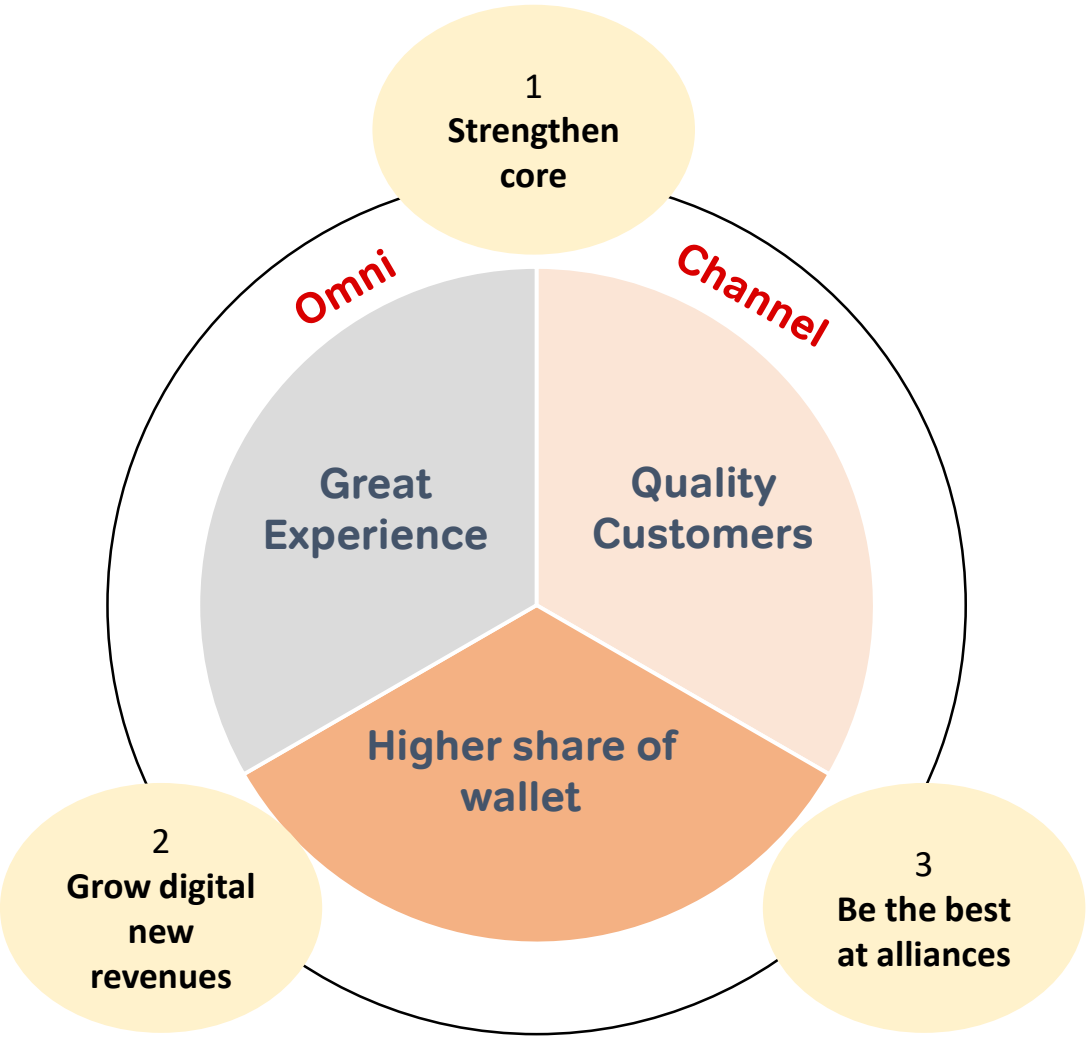 1
Strengthen
core
Omni
Channel
Great
Experience
Quality
Customers
Higher share of
wallet
2
Grow digital
new
revenues
3
Be the best
at alliances